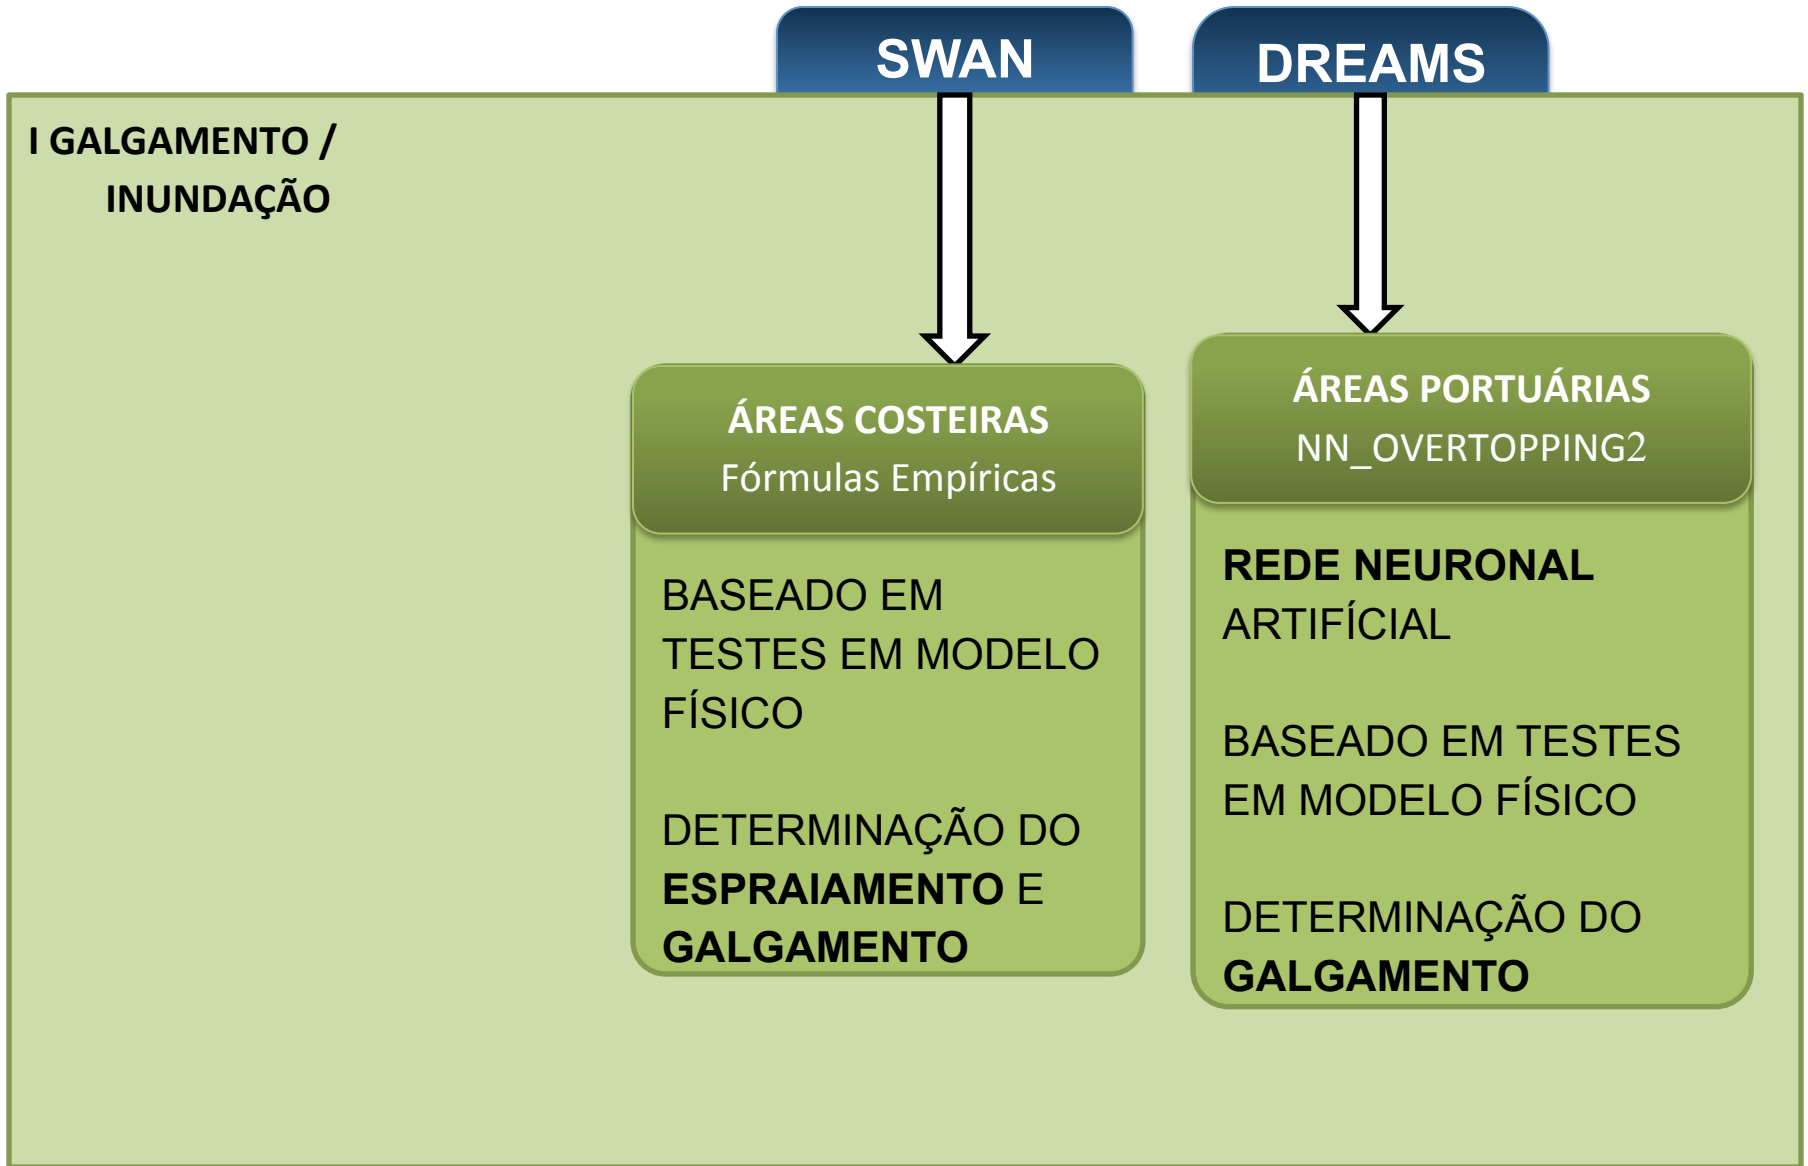 SWAN
DREAMS
I GALGAMENTO /
INUNDAÇÃO
ÁREAS COSTEIRAS
Fórmulas Empíricas
BASEADO EM
TESTES EM MODELO
FÍSICO
DETERMINAÇÃO DO
ESPRAIAMENTO E
GALGAMENTO
ÁREAS PORTUÁRIAS
NN_OVERTOPPING2
REDE NEURONAL
ARTIFÍCIAL
BASEADO EM TESTES
EM MODELO FÍSICO
DETERMINAÇÃO DO
GALGAMENTO